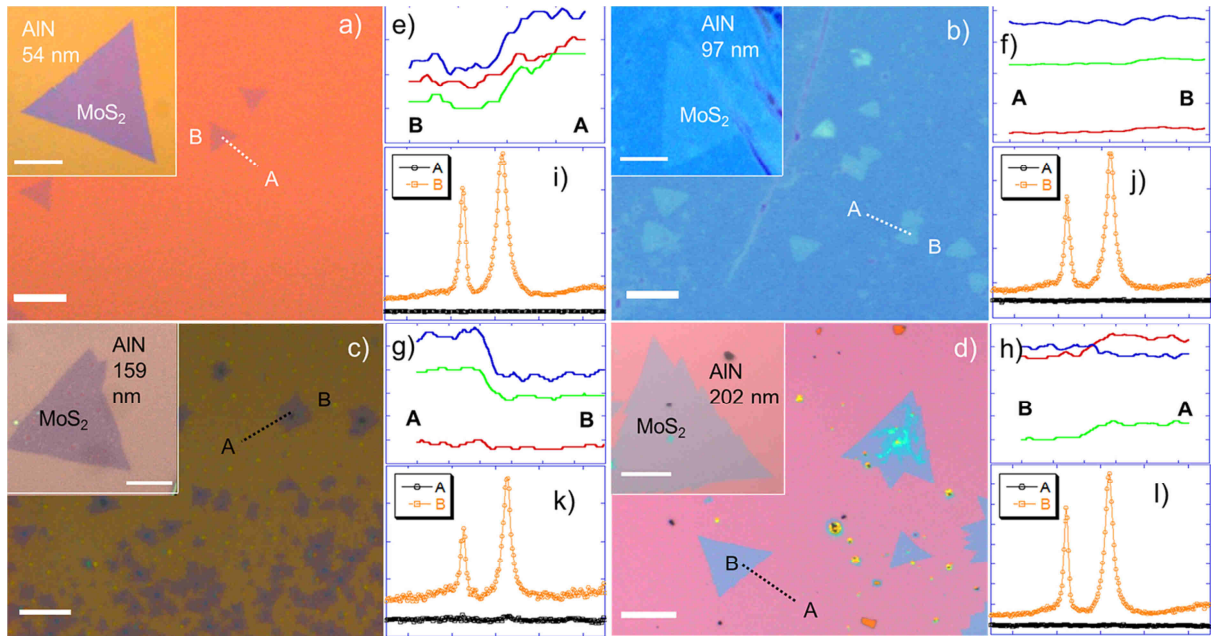 AlN
54 nm
MoS2
a)
B
A
e)
B
A
A
B
i)
AlN
97 nm
MoS2
b)
A
B
f)
A
B
A
B
j)
AlN
159
nm
MoS2
c)
B
A
g)
A
B
A
B
k)
AlN
202 nm
MoS2
d)
B
A
h)
B
A
A
B
l)